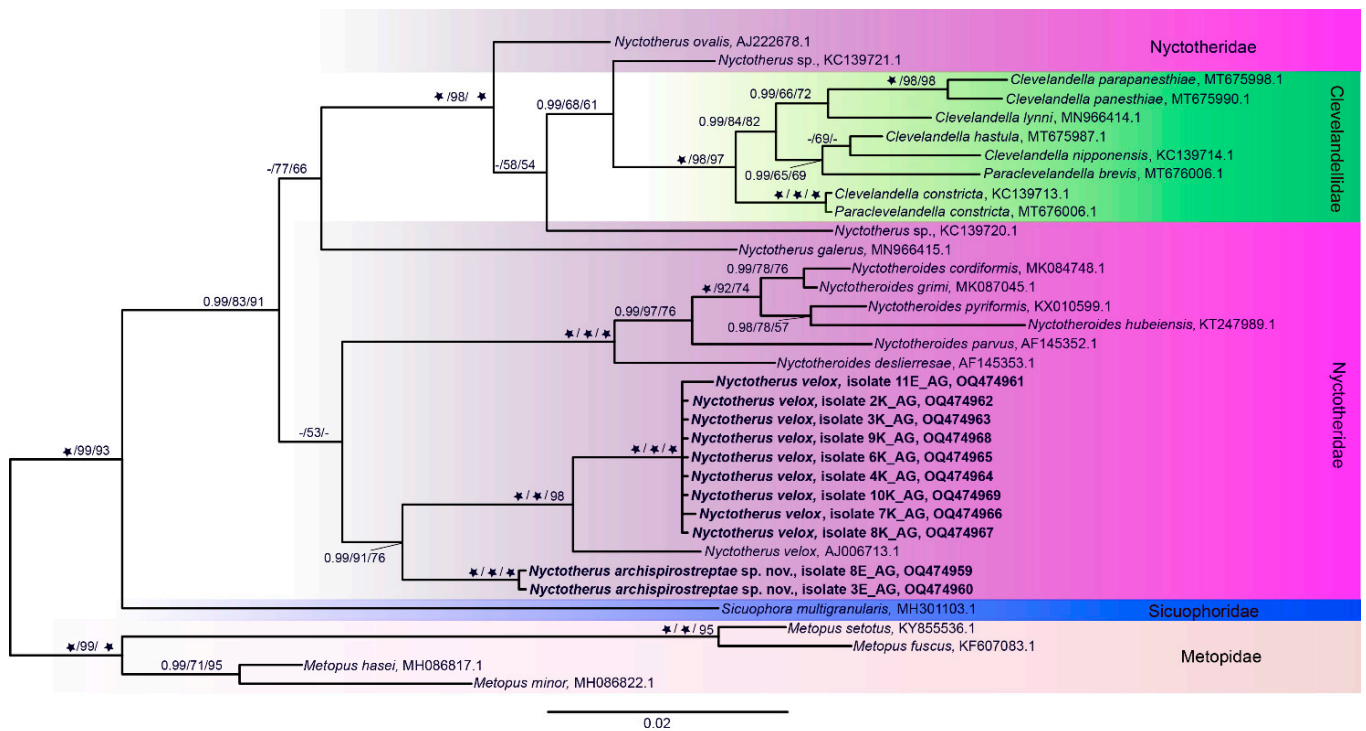 Nyctotherus ovalis, AJ222678.1
Nyctotheridae
Nyctotherus sp., KC139721.1
★/98/ ★
★/98/98
Clevelandella parapanesthiae, MT675998.1
0.99/66/72
0.99/68/61
Clevelandella panesthiae, MT675990.1
Clevelandella lynni, MN966414.1
0.99/84/82
-/69/-
Clevelandella hastula, MT675987.1
Clevelandellidae
Clevelandella nipponensis, KC139714.1
-/77/66
-/58/54
★/98/97
0.99/65/69
Paraclevelandella brevis, MT676006.1
★/★/★
Clevelandella constricta, KC139713.1
Paraclevelandella constricta, MT676006.1
Nyctotherus sp., KC139720.1
Nyctotherus galerus, MN966415.1
0.99/78/76
Nyctotheroides cordiformis, MK084748.1
★/92/74
Nyctotheroides grimi, MK087045.1
0.99/83/91
Nyctotheroides pyriformis, KX010599.1
0.99/97/76
0.98/78/57
Nyctotheroides hubeiensis, KT247989.1
★/★/★
Nyctotheroides parvus, AF145352.1
Nyctotheroides deslierresae, AF145353.1
Nyctotherus velox, isolate 11E_AG, OQ474961
Nyctotherus velox, isolate 2K_AG, OQ474962
Nyctotherus velox, isolate 3K_AG, OQ474963
Nyctotheridae
-/53/-
Nyctotherus velox, isolate 9K_AG, OQ474968
★/99/93
★/★/★
Nyctotherus velox, isolate 6K_AG, OQ474965
Nyctotherus velox, isolate 4K_AG, OQ474964
★/★/98
Nyctotherus velox, isolate 10K_AG, OQ474969
Nyctotherus velox, isolate 7K_AG, OQ474966
Nyctotherus velox, isolate 8K_AG, OQ474967
0.99/91/76
Nyctotherus velox, AJ006713.1
★/★/★
Nyctotherus archispirostreptae sp. nov., isolate 8E_AG, OQ474959
Nyctotherus archispirostreptae sp. nov., isolate 3E_AG, OQ474960
Sicuophora multigranularis, MH301103.1
Sicuophoridae
★/★/95
Metopus setotus, KY855536.1
★/99/ ★
Metopus fuscus, KF607083.1
Metopidae
0.99/71/95
Metopus hasei, MH086817.1
Metopus minor, MH086822.1
0.02